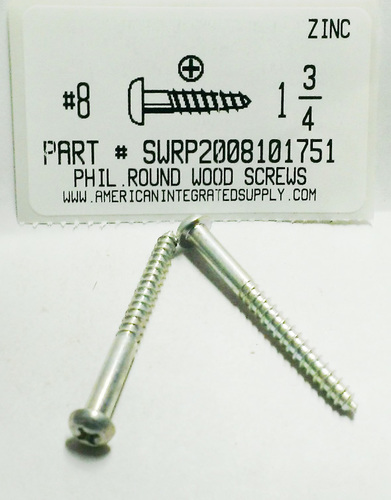 ZINC
#8 1 3/4
PART # SWRP2008101751
PHIL.ROUND WOOD SCREWS
WWW.AMERICANINTEGRATEDSUPPLY.COM